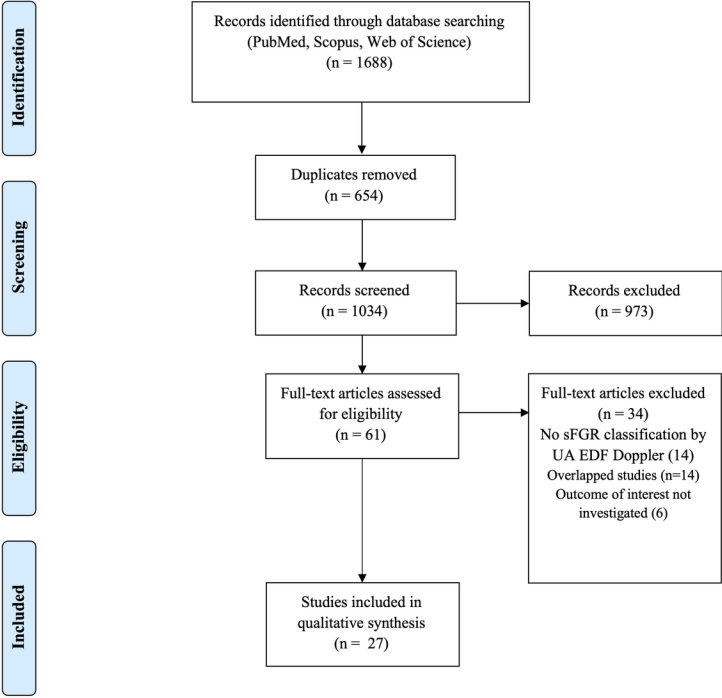 Identification
Records identified through database searching
(PubMed, Scopus, Web of Science)
(n = 1688)
Duplicates removed
(n = 654)
Screening
Records screened
(n = 1034)
Records excluded
(n = 973)
Eligibility
Full-text articles assessed
for eligibility
(n = 61)
Full-text articles excluded
(n = 34)
No sFGR classification by
UA EDF Doppler (14)
Overlapped studies (n=14)
Outcome of interest not
investigated (6)
Included
Studies included in
qualitative synthesis
(n = 27)